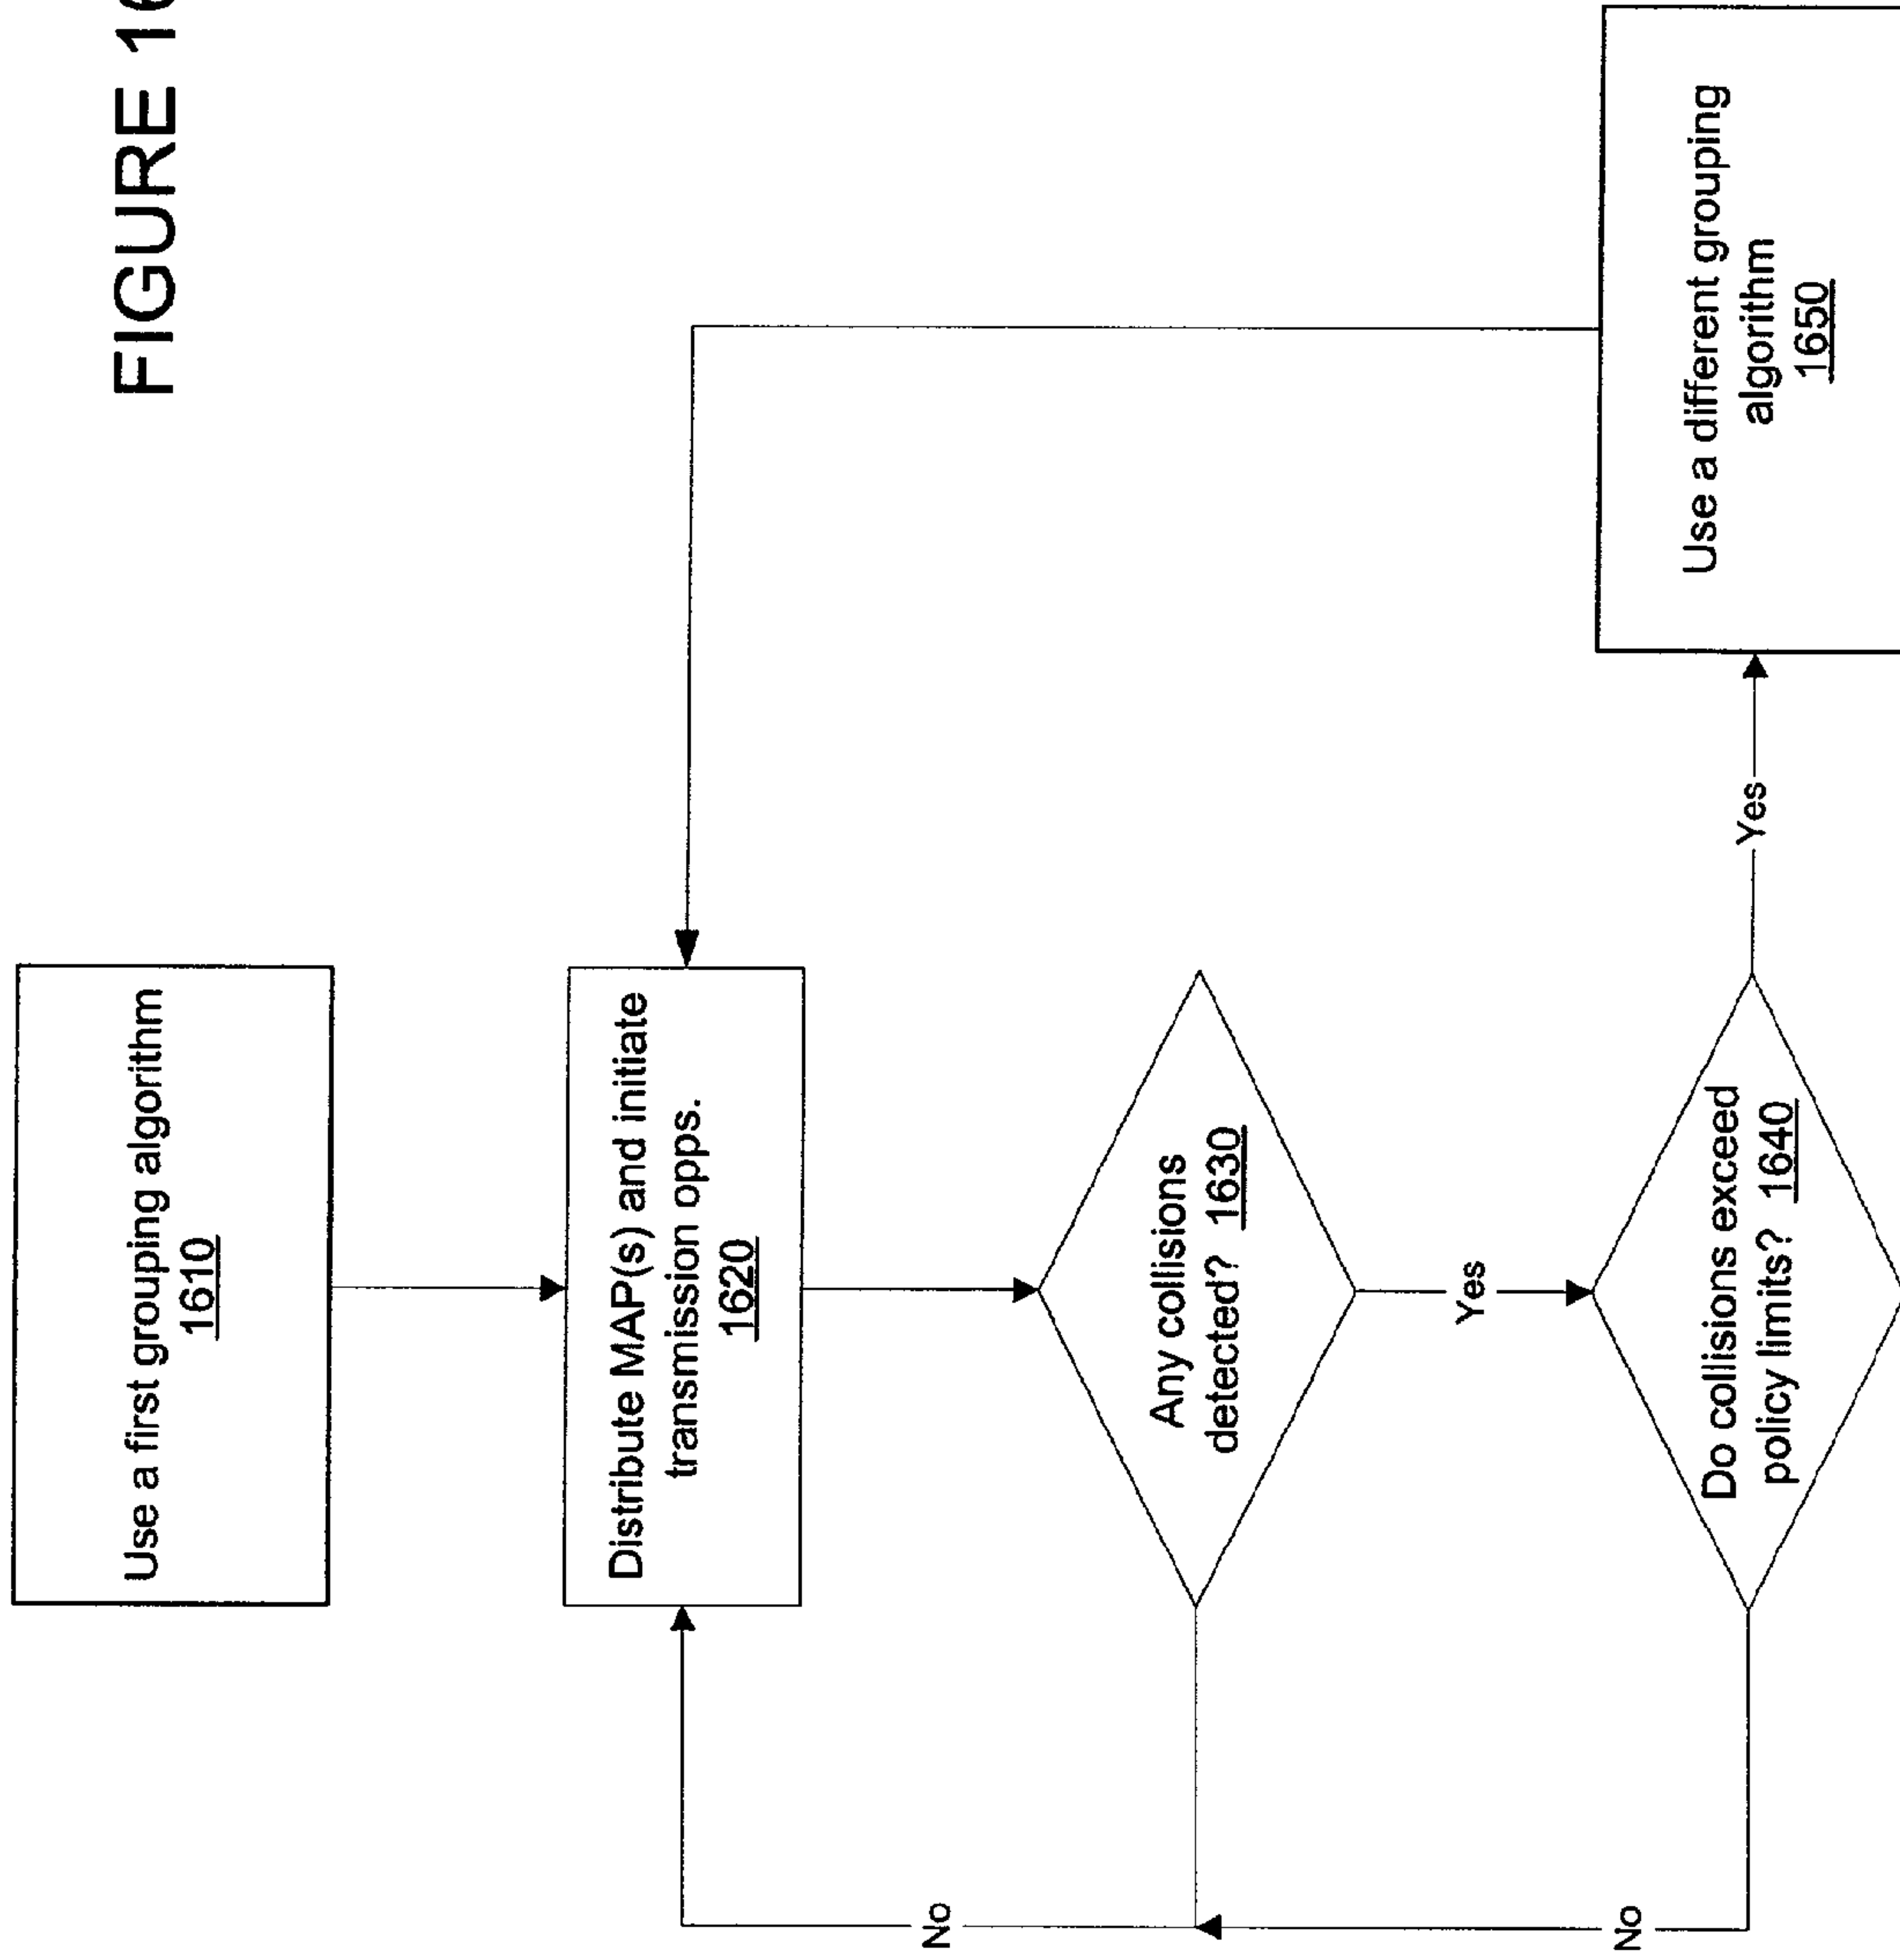 FIGURE 16
Use a first grouping algorithm
1610
Distribute MAP(s) and initiate
transmission opps.
1620
Any collisions
detected? 1630
No
Yes
Do collisions exceed
policy limits? 1640
No
Yes
Use a different grouping
algorithm
1650